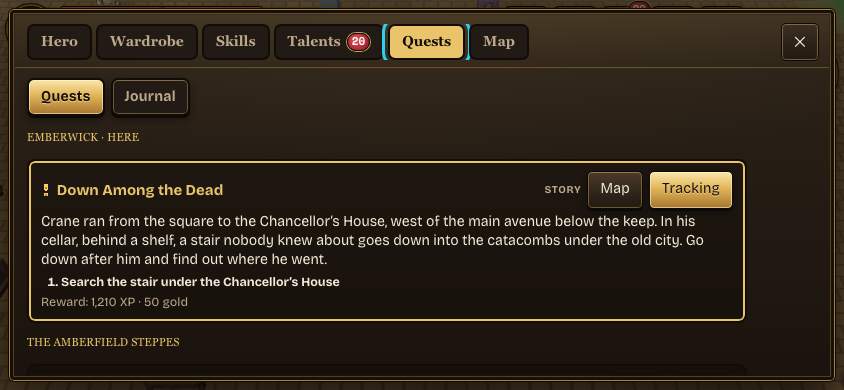 Hero Wardrobe Skills Talents 20 Quests Map ×
Quests Journal
EMBERWICK · HERE
Down Among the Dead STORY Map Tracking
Crane ran from the square to the Chancellor's House, west of the main avenue below the keep. In his
cellar, behind a shelf, a stair nobody knew about goes down into the catacombs under the old city. Go
down after him and find out where he went.
1. Search the stair under the Chancellor's House
Reward: 1,210 XP · 50 gold
THE AMBERFIELD STEPPES